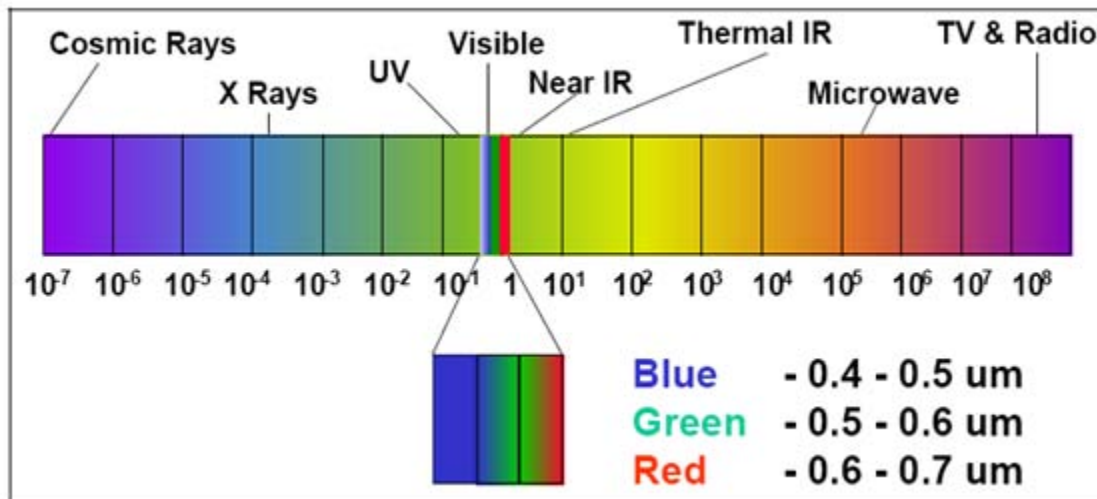 Cosmic Rays
X Rays
UV
Visible
Near IR
Thermal IR
Microwave
TV & Radio
10-7 10-6 10-5 10-4 10-3 10-2 10-1 1 101 102 103 104 105 106 107 108
Blue - 0.4 - 0.5 um
Green - 0.5 - 0.6 um
Red - 0.6 - 0.7 um